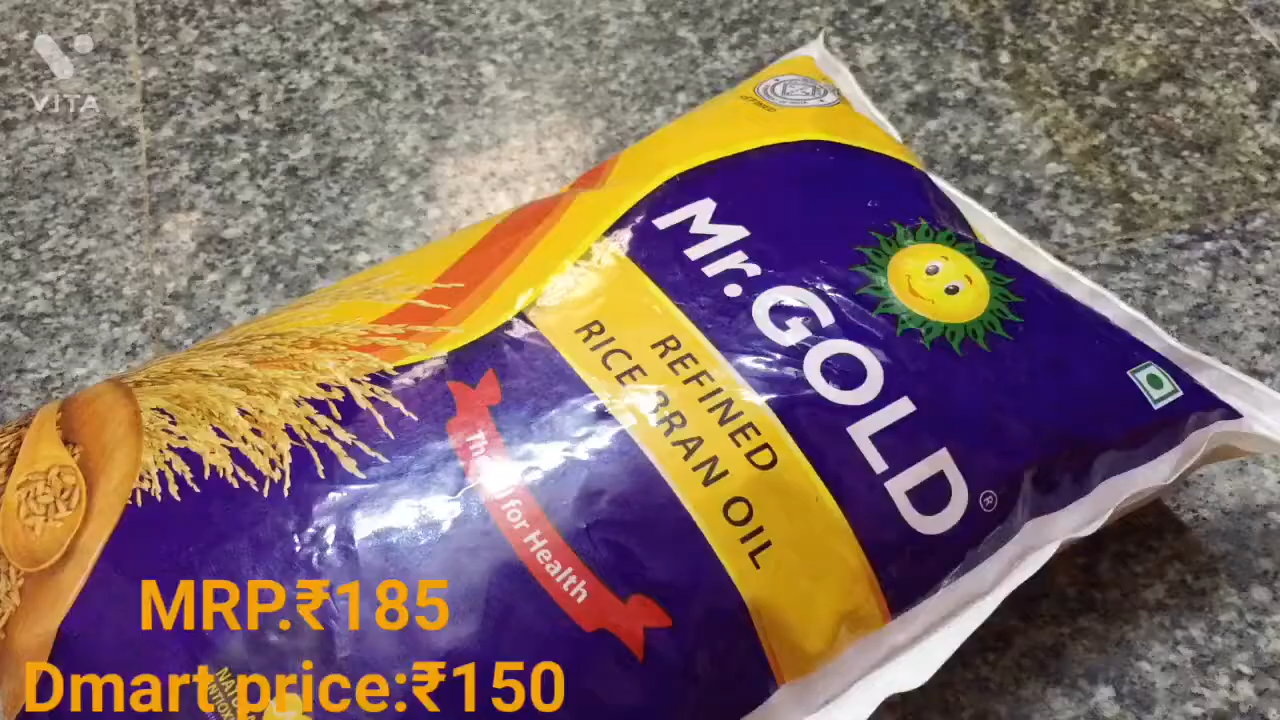 VITA
Mr.GOLD®
REFINED
RICE BRAN OIL
for Health
MRP.₹185
Dmart price:₹150